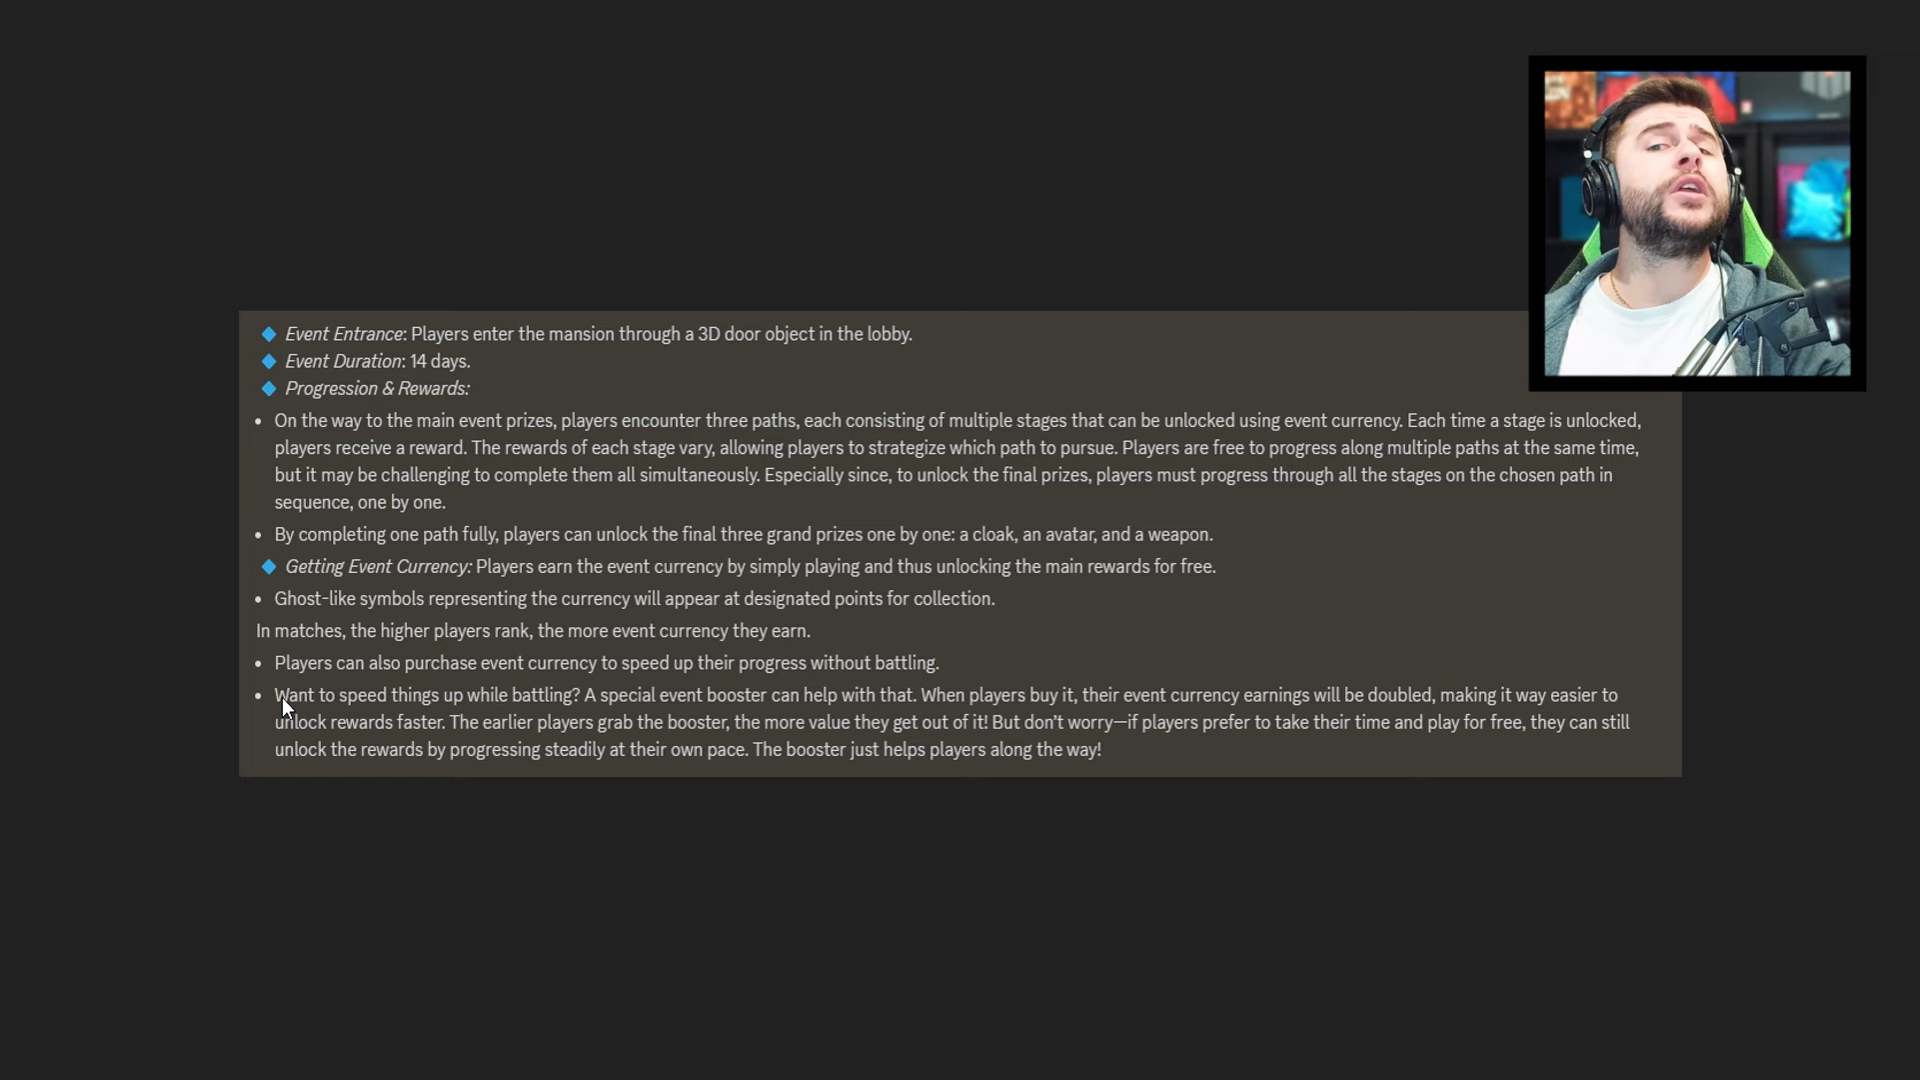 Event Entrance: Players enter the mansion through a 3D door object in the lobby.
Event Duration: 14 days.
Progression & Rewards:
On the way to the main event prizes, players encounter three paths, each consisting of multiple stages that can be unlocked using event currency. Each time a stage is unlocked,
players receive a reward. The rewards of each stage vary, allowing players to strategize which path to pursue. Players are free to progress along multiple paths at the same time,
but it may be challenging to complete them all simultaneously. Especially since, to unlock the final prizes, players must progress through all the stages on the chosen path in
sequence, one by one.
By completing one path fully, players can unlock the final three grand prizes one by one: a cloak, an avatar, and a weapon.
Getting Event Currency: Players earn the event currency by simply playing and thus unlocking the main rewards for free.
Ghost-like symbols representing the currency will appear at designated points for collection.
In matches, the higher players rank, the more event currency they earn.
Players can also purchase event currency to speed up their progress without battling.
Want to speed things up while battling? A special event booster can help with that. When players buy it, their event currency earnings will be doubled, making it way easier to
unlock rewards faster. The earlier players grab the booster, the more value they get out of it! But don't worry—if players prefer to take their time and play for free, they can still
unlock the rewards by progressing steadily at their own pace. The booster just helps players along the way!